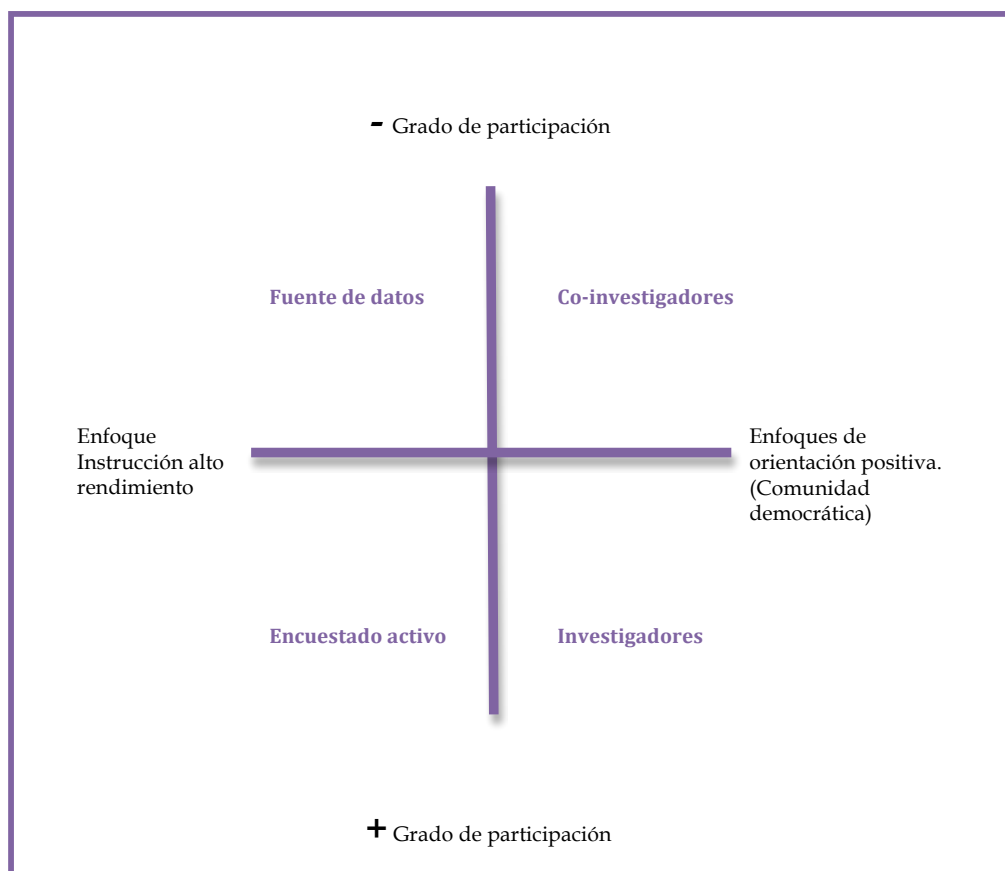 - Grado de participación
Fuente de datos
Co-investigadores
Enfoque
Instrucción alto
rendimiento
Enfoques de
orientación positiva.
(Comunidad
democrática)
Encuestado activo
Investigadores
+ Grado de participación